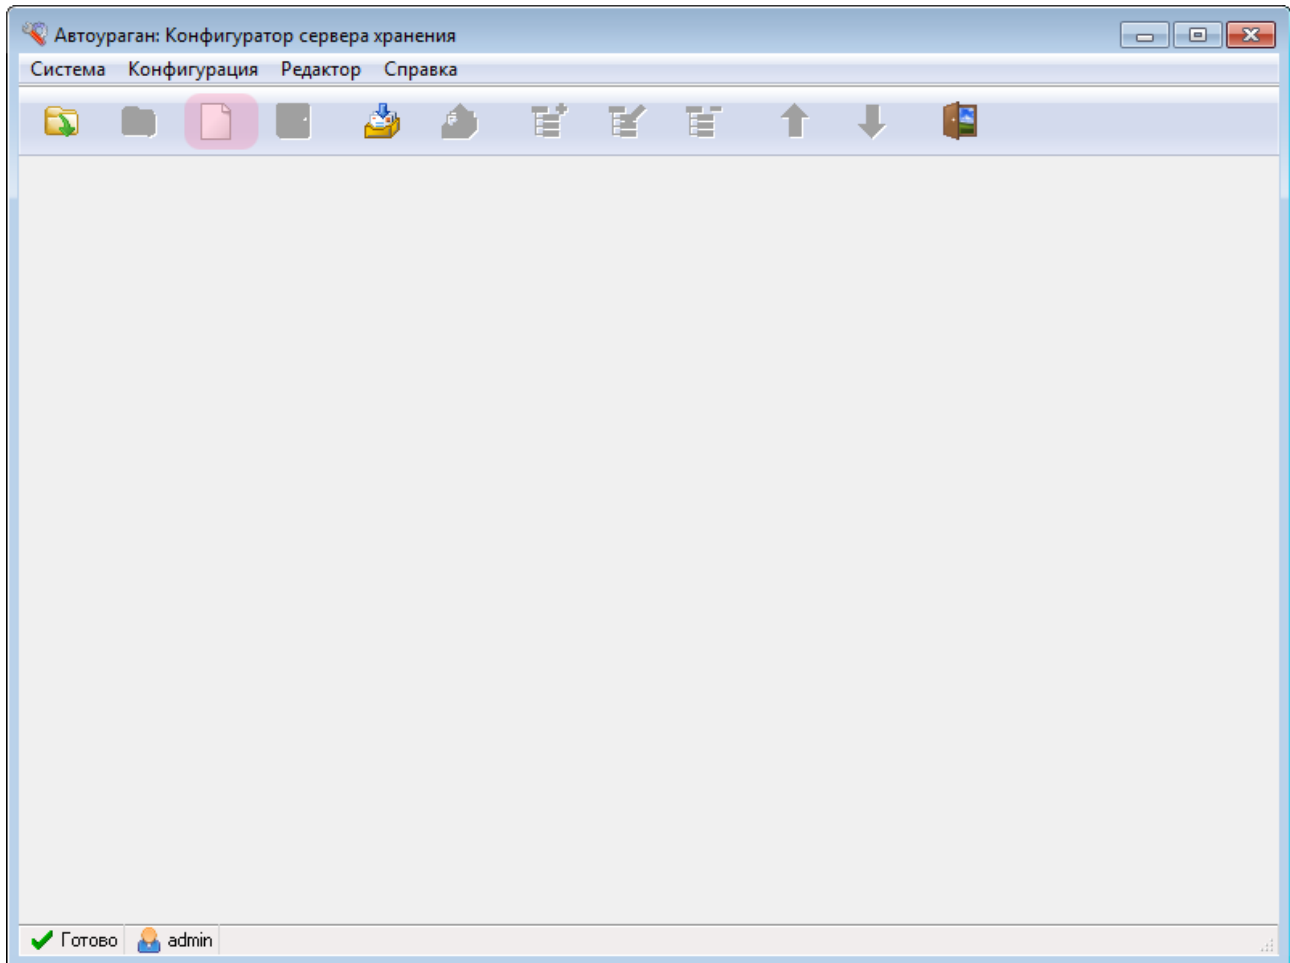 Автоураган: Конфигуратор сервера хранения
Система Конфигурация Редактор Справка
Готово admin